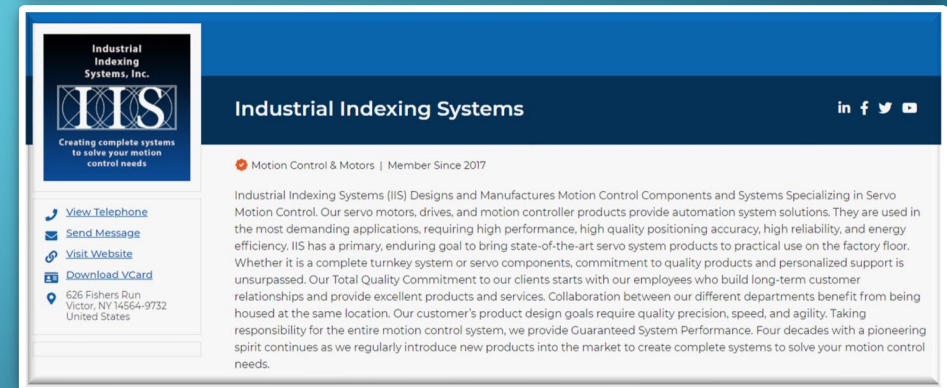 Industrial
Indexing
Systems, Inc.
IIS
Creating complete systems
to solve your motion
control needs
View Telephone
Send Message
Visit Website
Download VCard
626 Fishers Run
Victor, NY 14564-9732
United States
Industrial Indexing Systems
Motion Control & Motors | Member Since 2017
Industrial Indexing Systems (IIS) Designs and Manufactures Motion Control Components and Systems Specializing in Servo
Motion Control. Our servo motors, drives, and motion controller products provide automation system solutions. They are used in
the most demanding applications, requiring high performance, high quality positioning accuracy, high reliability, and energy
efficiency. IIS has a primary, enduring goal to bring state-of-the-art servo system products to practical use on the factory floor.
Whether it is a complete turnkey system or servo components, commitment to quality products and personalized support is
unsurpassed. Our Total Quality Commitment to our clients starts with our employees who build long-term customer
relationships and provide excellent products and services. Collaboration between our different departments benefit from being
housed at the same location. Our customer's product design goals require quality precision, speed, and agility. Taking
responsibility for the entire motion control system, we provide Guaranteed System Performance. Four decades with a pioneering
spirit continues as we regularly introduce new products into the market to create complete systems to solve your motion control
needs.